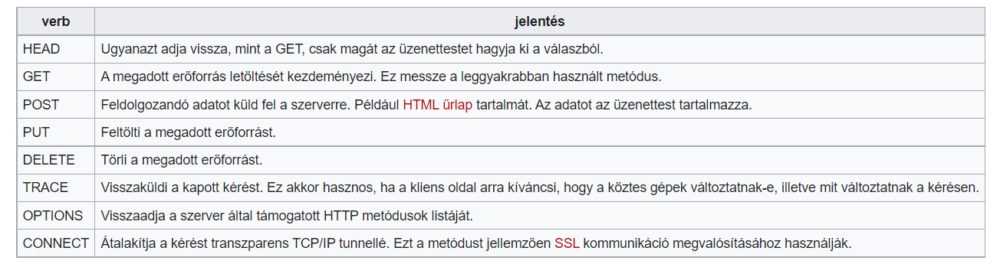 verb jelentés
HEAD Ugyanazt adja vissza, mint a GET, csak magát az üzenettestet hagyja ki a válaszból.
GET A megadott erőforrás letöltését kezdeményezi. Ez messze a leggyakrabban használt metódus.
POST Feldolgozandó adatot küld fel a szerverre. Például HTML űrlap tartalmát. Az adatot az üzenettest tartalmazza.
PUT Feltölti a megadott erőforrást.
DELETE Törli a megadott erőforrást.
TRACE Visszaküldi a kapott kérést. Ez akkor hasznos, ha a kliens oldal arra kíváncsi, hogy a köztes gépek változtatnak-e, illetve mit változtatnak a kérésen.
OPTIONS Visszaadja a szerver által támogatott HTTP metódusok listáját.
CONNECT Átalakítja a kérést transzparens TCP/IP tunnellé. Ezt a metódust jellemzően SSL kommunikáció megvalósításához használják.